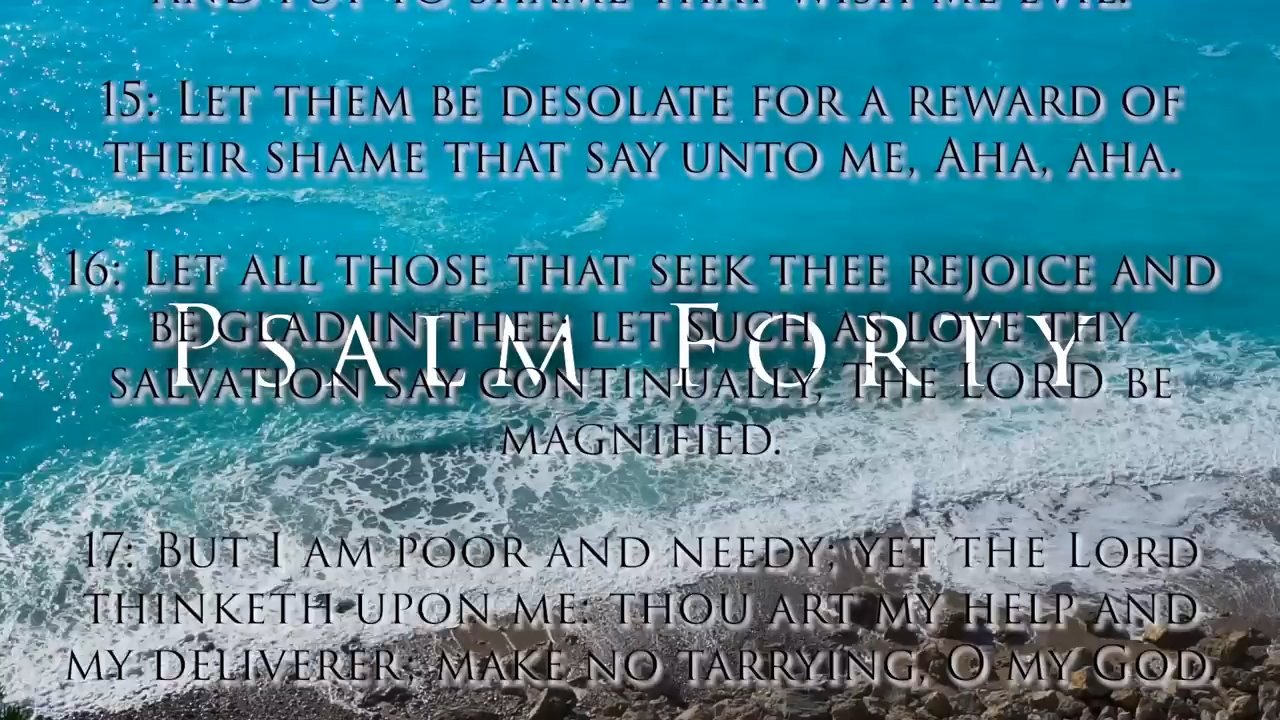 AND PUT TO SHAME THAT WISH ME EVIL.
15: LET THEM BE DESOLATE FOR A REWARD OF
THEIR SHAME THAT SAY UNTO ME, AHA, AHA.
16: LET ALL THOSE THAT SEEK THEE REJOICE AND
BE GLAD IN THEE: LET SUCH AS LOVE THY
PSALM FORTY
SALVATION SAY CONTINUALLY, THE LORD BE
MAGNIFIED.
17: BUT I AM POOR AND NEEDY; YET THE LORD
THINKETH UPON ME: THOU ART MY HELP AND
MY DELIVERER; MAKE NO TARRYING, O MY GOD.